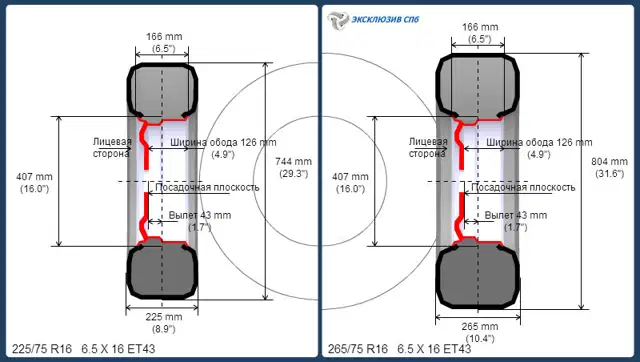 166 mm
(6.5")
Лицевая
сторона
Ширина обода 126 mm
(4.9")
407 mm
(16.0")
744 mm
(29.3")
Посадочная плоскость
Вылет 43 mm
(1.7")
225 mm
(8.9")
225/75 R16 6.5 X 16 ET43
ЭКСКЛЮЗИВ СПб
166 mm
(6.5")
Лицевая
сторона
Ширина обода 126 mm
(4.9")
407 mm
(16.0")
804 mm
(31.6")
Посадочная плоскость
Вылет 43 mm
(1.7")
265 mm
(10.4")
265/75 R16 6.5 X 16 ET43